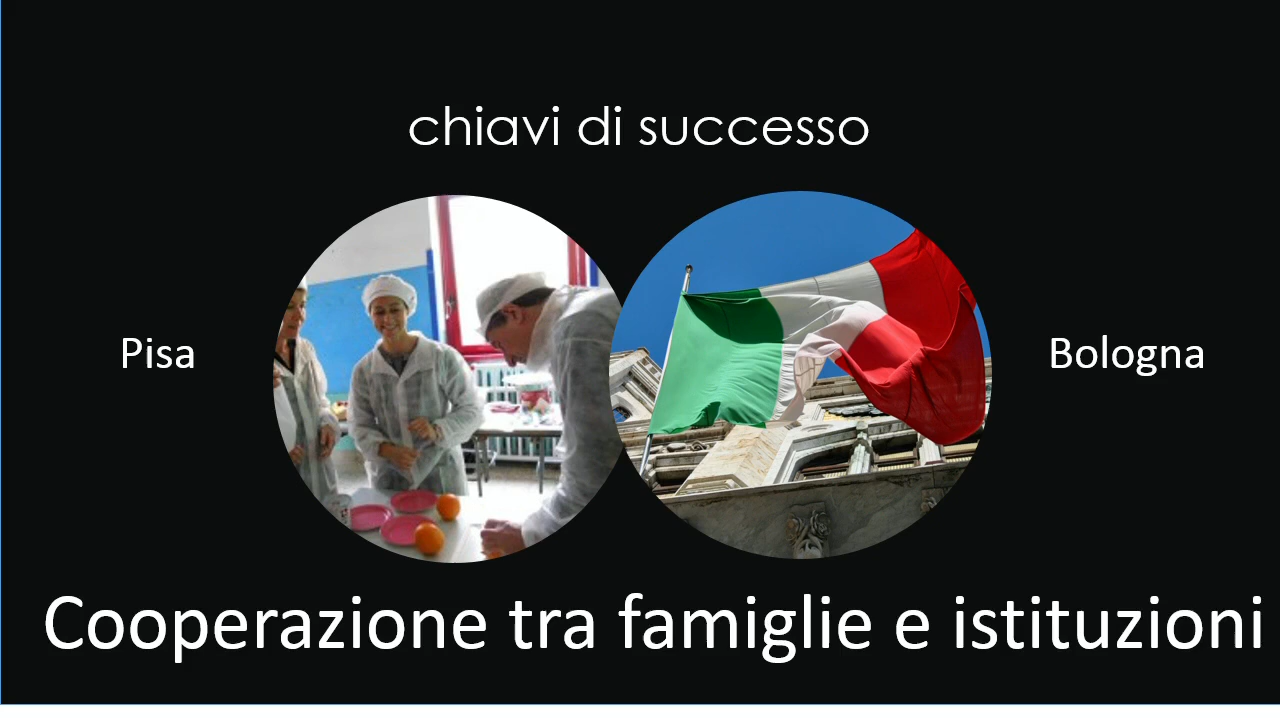 chiavi di successo
Pisa
Bologna
Cooperazione tra famiglie e istituzioni